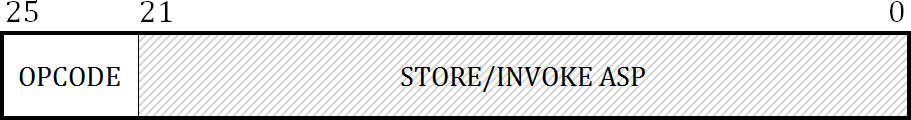 25 21 0
OPCODE STORE/INVOKE ASP